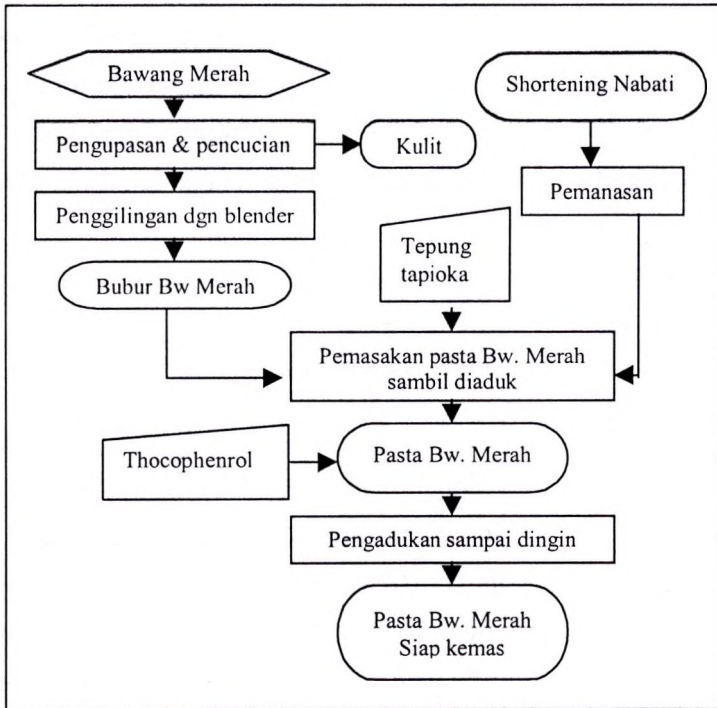 Bawang Merah
Shortening Nabati
Pengupasan & pencucian
Kulit
Pemanasan
Penggilingan dgn blender
Tepung
tapioka
Bubur Bw Merah
Pemasakan pasta Bw. Merah
sambil diaduk
Thocophenrol
Pasta Bw. Merah
Pengadukan sampai dingin
Pasta Bw. Merah
Siap kemas